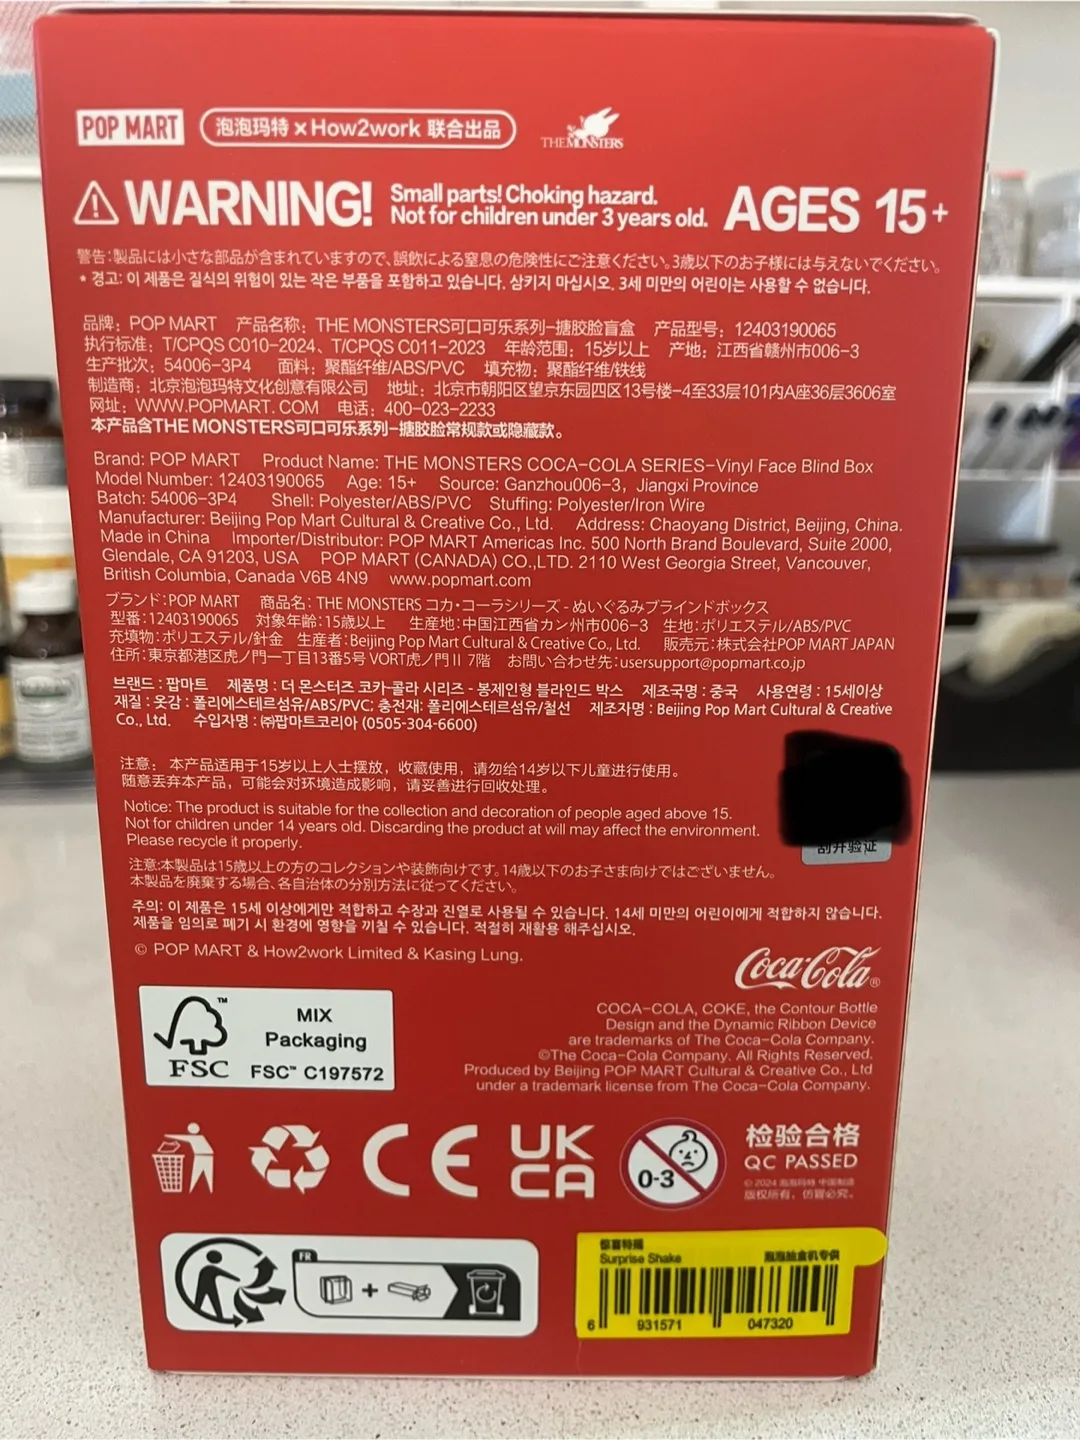 POP MART
泡泡玛特 × How2work 联合出品
THE MONSTERS
WARNING!
Small parts! Choking hazard.
Not for children under 3 years old.
AGES 15+
警告:製品には小さな部品が含まれていますので、誤飲による窒息の危険性にご注意ください。3歳以下のお子様には与えないでください。
* 경고: 이 제품은 질식의 위험이 있는 작은 부품을 포함하고 있습니다. 삼키지 마십시오. 3세 미만의 어린이는 사용할 수 없습니다.
品牌：POP MART 产品名称：THE MONSTERS可口可乐系列-搪胶脸盲盒 产品型号：12403190065
执行标准：T/CPQS C010-2024、T/CPQS C011-2023 年龄范围：15岁以上 产地：江西省赣州市006-3
生产批次：54006-3P4 面料：聚酯纤维/ABS/PVC 填充物：聚酯纤维/铁线
制造商：北京泡泡玛特文化创意有限公司 地址：北京市朝阳区望京东园四区13号楼-4至33层101内A座36层3606室
网址：WWW.POPMART.COM 电话：400-023-2233
本产品含THE MONSTERS可口可乐系列-搪胶脸常规款或隐藏款。
Brand: POP MART Product Name: THE MONSTERS COCA-COLA SERIES-Vinyl Face Blind Box
Model Number: 12403190065 Age: 15+ Source: Ganzhou006-3, Jiangxi Province
Batch: 54006-3P4 Shell: Polyester/ABS/PVC Stuffing: Polyester/Iron Wire
Manufacturer: Beijing Pop Mart Cultural & Creative Co., Ltd. Address: Chaoyang District, Beijing, China.
Made in China Importer/Distributor: POP MART Americas Inc. 500 North Brand Boulevard, Suite 2000,
Glendale, CA 91203, USA POP MART (CANADA) CO.,LTD. 2110 West Georgia Street, Vancouver,
British Columbia, Canada V6B 4N9 www.popmart.com
ブランド:POP MART 商品名: THE MONSTERS コカ・コーラシリーズ - ぬいぐるみブラインドボックス
型番:12403190065 対象年齢:15歳以上 生産地:中国江西省カン州市006-3 生地:ポリエステル/ABS/PVC
充填物:ポリエステル/針金 生産者:Beijing Pop Mart Cultural & Creative Co., Ltd. 販売元:株式会社POP MART JAPAN
住所:東京都港区虎ノ門一丁目13番5号 VORT虎ノ門Ⅱ 7階 お問い合わせ先:usersupport@popmart.co.jp
브랜드 : 팝마트 제품명 : 더 몬스터즈 코카-콜라 시리즈 - 봉제인형 블라인드 박스 제조국명 : 중국 사용연령 : 15세이상
재질 : 옷감 : 폴리에스테르섬유/ABS/PVC; 충전재: 폴리에스테르섬유/철선 제조자명 : Beijing Pop Mart Cultural & Creative
Co., Ltd. 수입자명 : ㈜팝마트코리아 (0505-304-6600)
注意： 本产品适用于15岁以上人士摆放，收藏使用，请勿给14岁以下儿童进行使用。
随意丢弃本产品，可能会对环境造成影响，请妥善进行回收处理。
Notice: The product is suitable for the collection and decoration of people aged above 15.
Not for children under 14 years old. Discarding the product at will may affect the environment.
Please recycle it properly.
刮开验证
注意:本製品は15歳以上の方のコレクションや装飾向けです。14歳以下のお子さま向けではございません。
本製品を廃棄する場合、各自治体の分別方法に従ってください。
주의: 이 제품은 15세 이상에게만 적합하고 수장과 진열로 사용될 수 있습니다. 14세 미만의 어린이에게 적합하지 않습니다.
제품을 임의로 폐기 시 환경에 영향을 끼칠 수 있습니다. 적절히 재활용 해주십시오.
© POP MART & How2work Limited & Kasing Lung.
Coca-Cola®
COCA-COLA, COKE, the Contour Bottle
Design and the Dynamic Ribbon Device
are trademarks of The Coca-Cola Company.
©The Coca-Cola Company. All Rights Reserved.
Produced by Beijing POP MART Cultural & Creative Co., Ltd
under a trademark license from The Coca-Cola Company.
™
FSC
MIX
Packaging
FSC™ C197572
CE
UK
CA
0-3
检验合格
QC PASSED
© 2024 泡泡玛特 中国制造
版权所有，仿冒必究。
FR
惊喜特摇
Surprise Shake
泡泡抽盒机专供
6 931571 047320